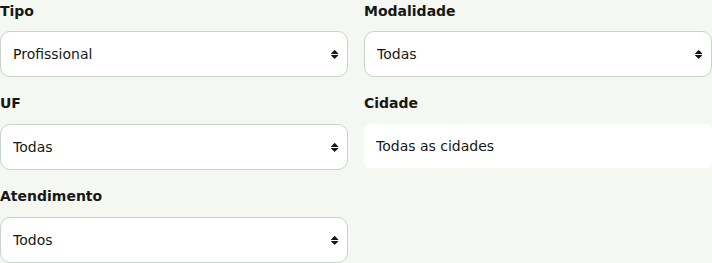 Tipo
Modalidade
Profissional
Todas
UF
Cidade
Todas
Todas as cidades
Atendimento
Todos